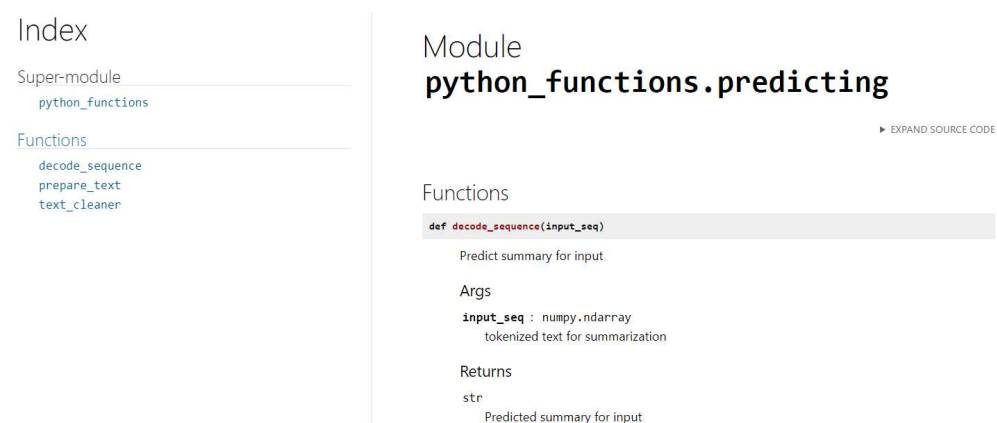 Index
Super-module
python_functions
Functions
decode_sequence
prepare_text
text_cleaner
Module
python_functions.predicting
▶ EXPAND SOURCE CODE
Functions
def decode_sequence(input_seq)
Predict summary for input
Args
input_seq : numpy.ndarray
tokenized text for summarization
Returns
str
Predicted summary for input